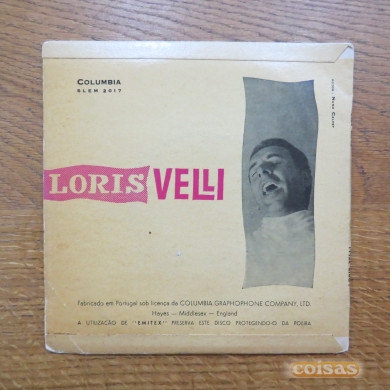 COLUMBIA
SLEM 2017
LORIS VELLI
Fabricado em Portugal sob licença da COLUMBIA GRAPHOPHONE COMPANY, LTD.
Hayes — Middlesex — England
A UTILIZAÇÃO DE "EMITEX" PRESERVA ESTE DISCO PROTEGENDO-O DA POEIRA
coisas